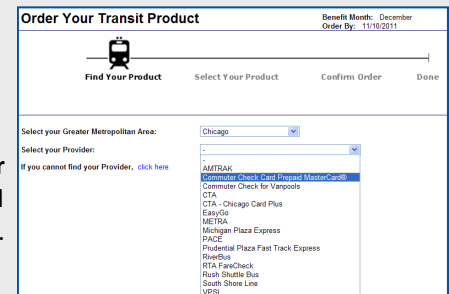 Order Your Transit Product
Benefit Month: December
Order By: 11/10/2011
Find Your Product
Select Your Product
Confirm Order
Done
Select your Greater Metropolitan Area:
Chicago
Select your Provider:
-
If you cannot find your Provider, click here.
-
AMTRAK
Commuter Check Card Prepaid MasterCard®
Commuter Check for Vanpools
CTA
CTA - Chicago Card Plus
EasyGo
METRA
Michigan Plaza Express
PACE
Prudential Plaza Fast Track Express
RiverBus
RTA FareCheck
Rush Shuttle Bus
South Shore Line
VPSI